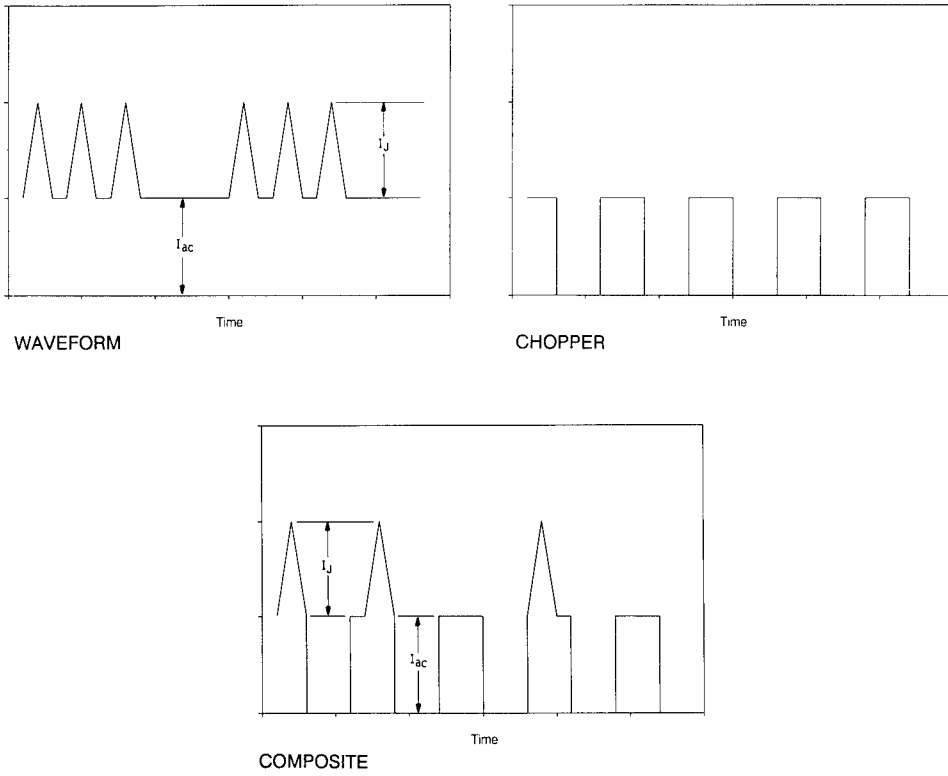 I_J
I_ac
Time
WAVEFORM
Time
CHOPPER
I_J
I_ac
Time
COMPOSITE